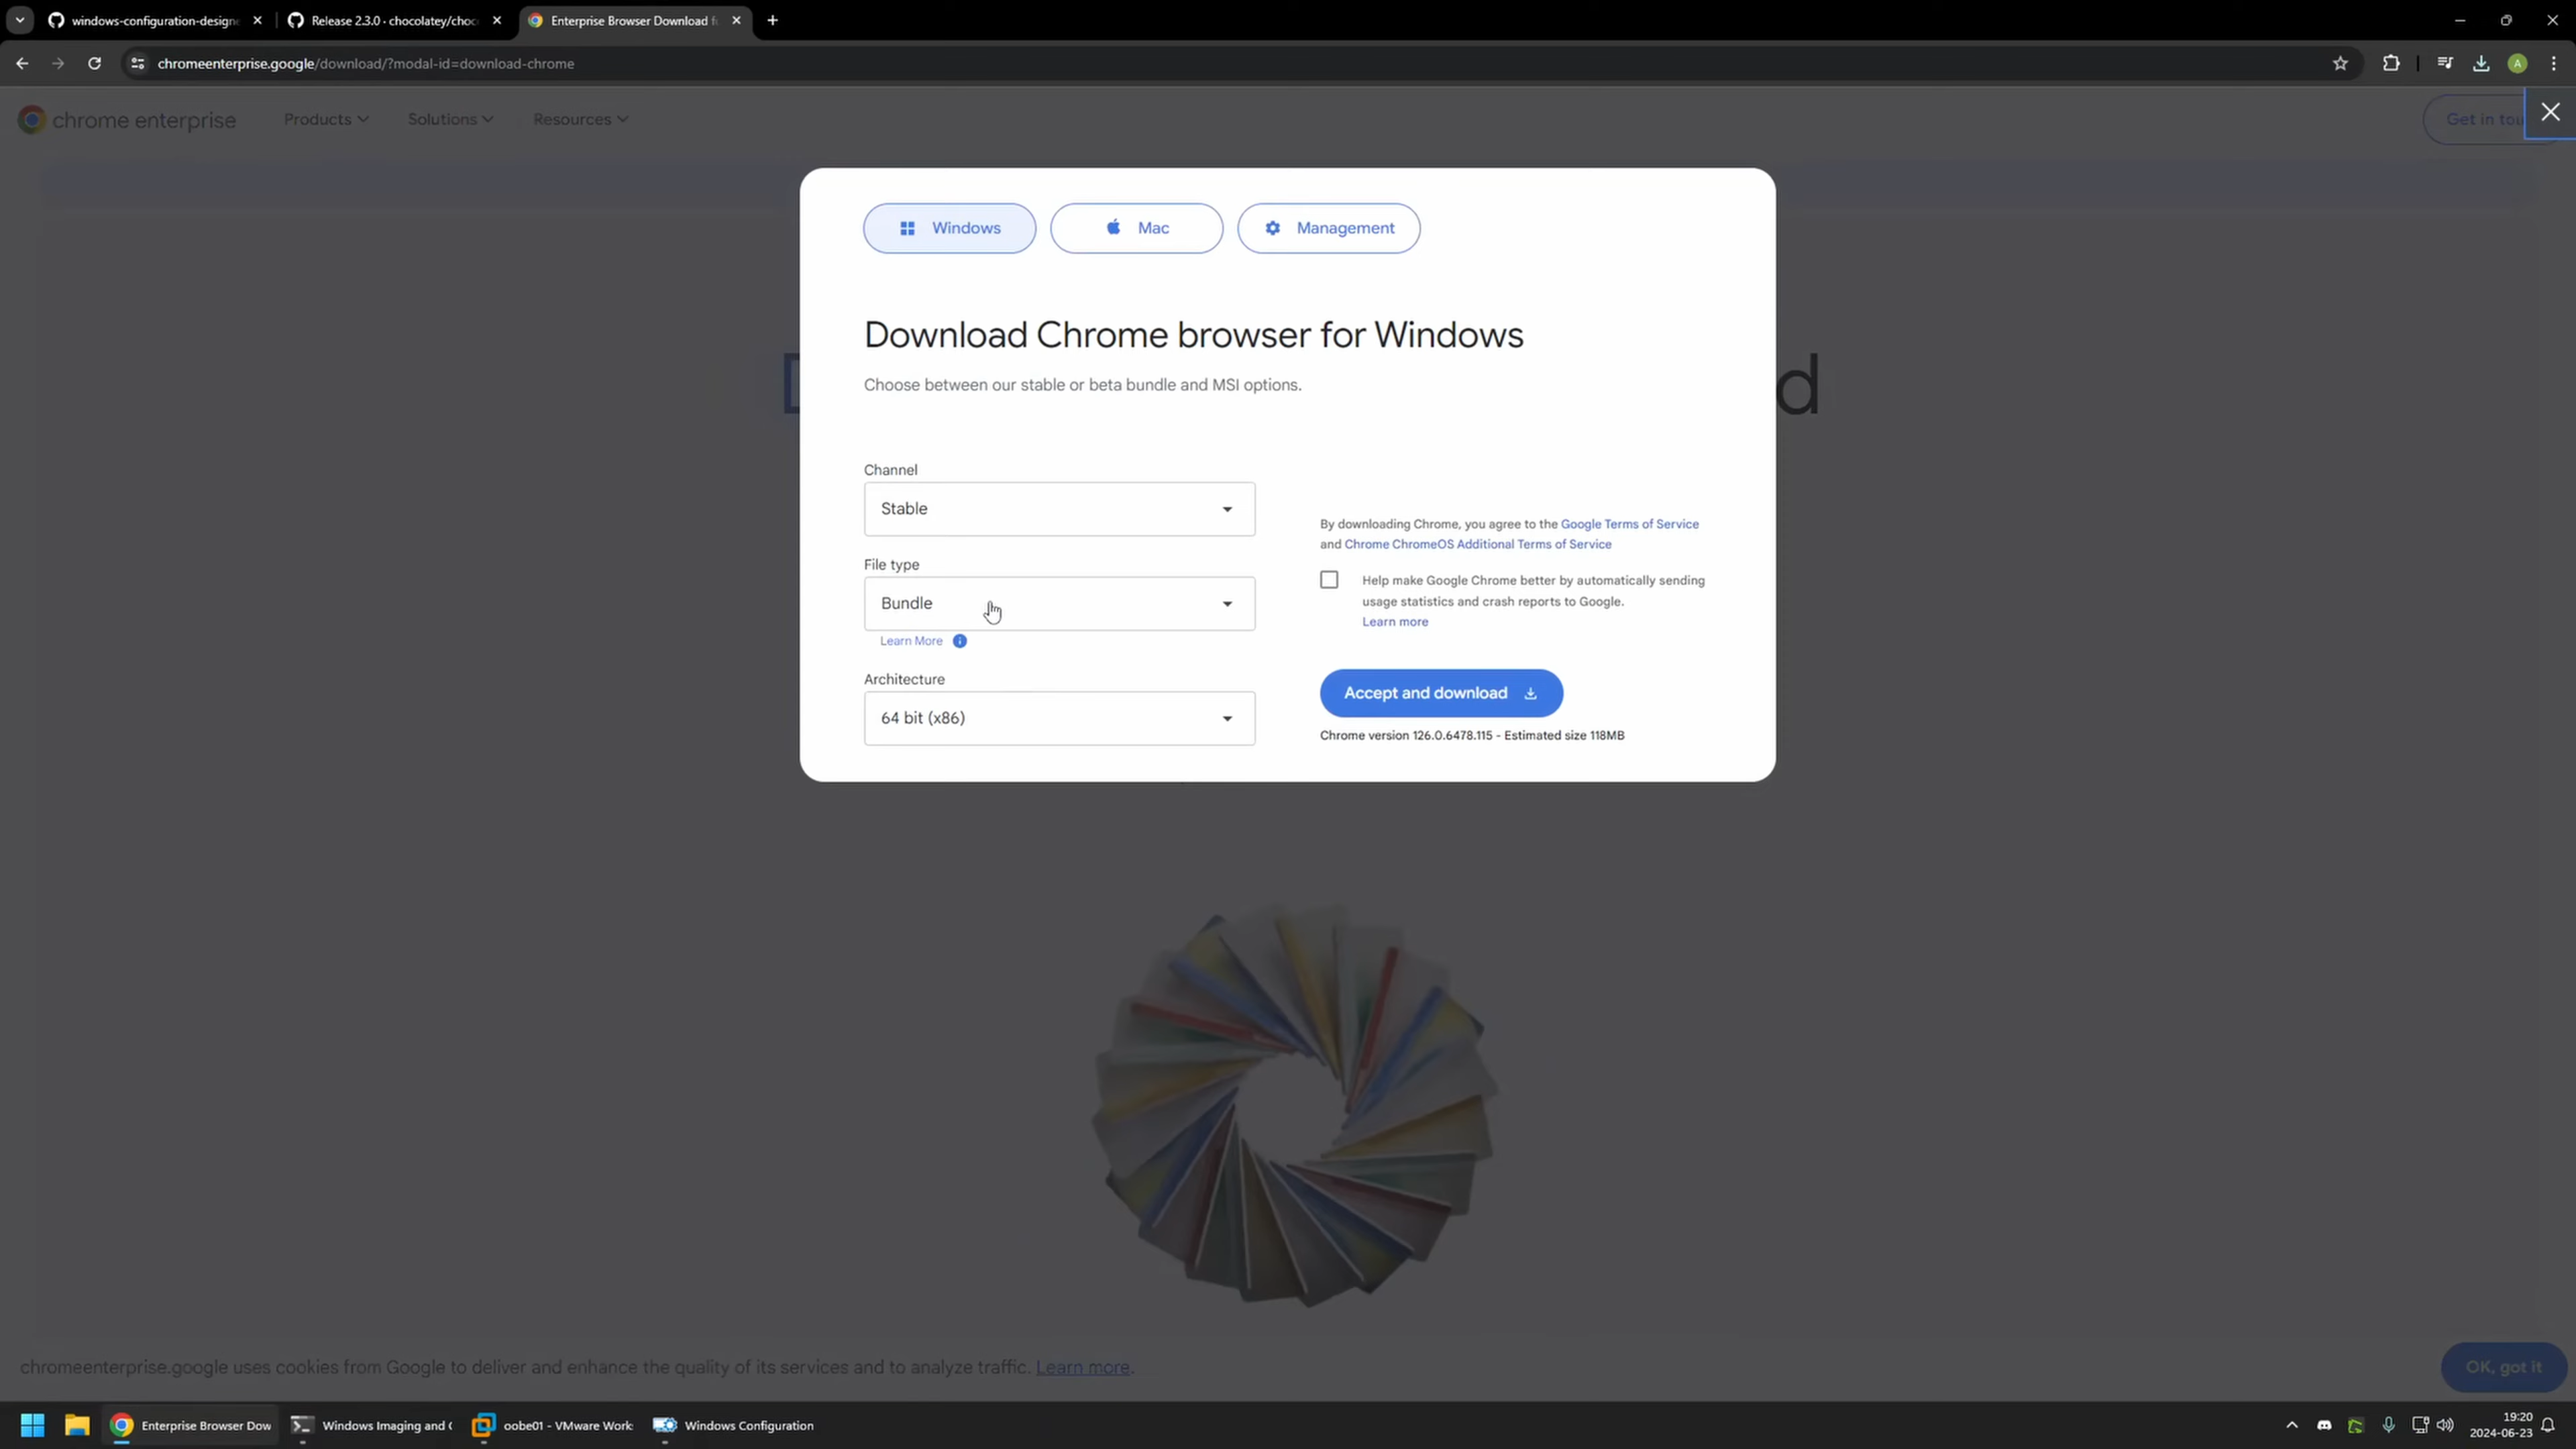 windows-configuration-designe
Release 2.3.0 · chocolatey/choc
Enterprise Browser Download f
chromeenterprise.google/download/?modal-id=download-chrome
A
chrome enterprise
Products
Solutions
Resources
Get in tou
Windows
Mac
Management
Download Chrome browser for Windows
Choose between our stable or beta bundle and MSI options.
D
d
Channel
Stable
File type
Bundle
Learn More
Architecture
64 bit (x86)
By downloading Chrome, you agree to the Google Terms of Service
and Chrome ChromeOS Additional Terms of Service
Help make Google Chrome better by automatically sending
usage statistics and crash reports to Google.
Learn more
Accept and download
Chrome version 126.0.6478.115 - Estimated size 118MB
chromeenterprise.google uses cookies from Google to deliver and enhance the quality of its services and to analyze traffic. Learn more.
OK, got it
Enterprise Browser Dow
Windows Imaging and C
oobe01 - VMware Work
Windows Configuration
19:20
2024-06-23